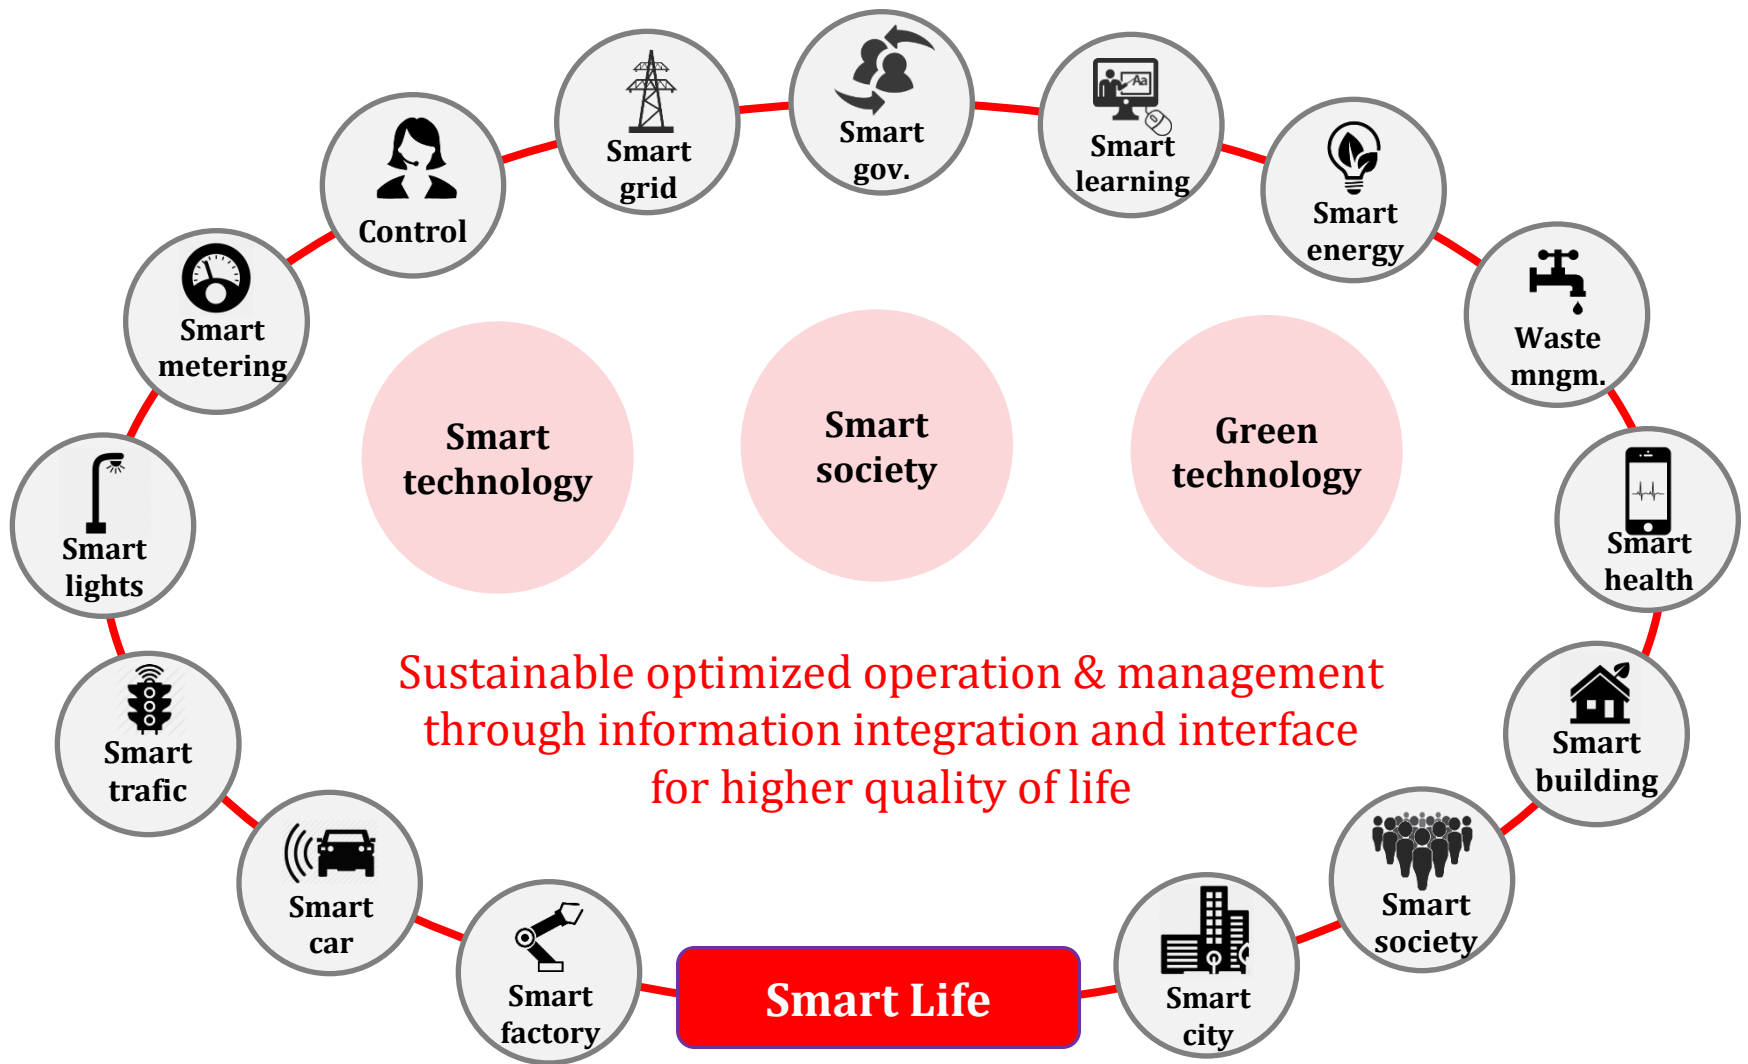 Smart
gov.
Smart
grid
Smart
learning
Aa
Control
Smart
energy
Smart
metering
Waste
mngm.
Smart
lights
Smart
health
Smart
technology
Smart
society
Green
technology
Sustainable optimized operation & management
through information integration and interface
for higher quality of life
Smart
trafic
Smart
building
Smart
car
Smart
society
Smart
factory
Smart Life
Smart
city